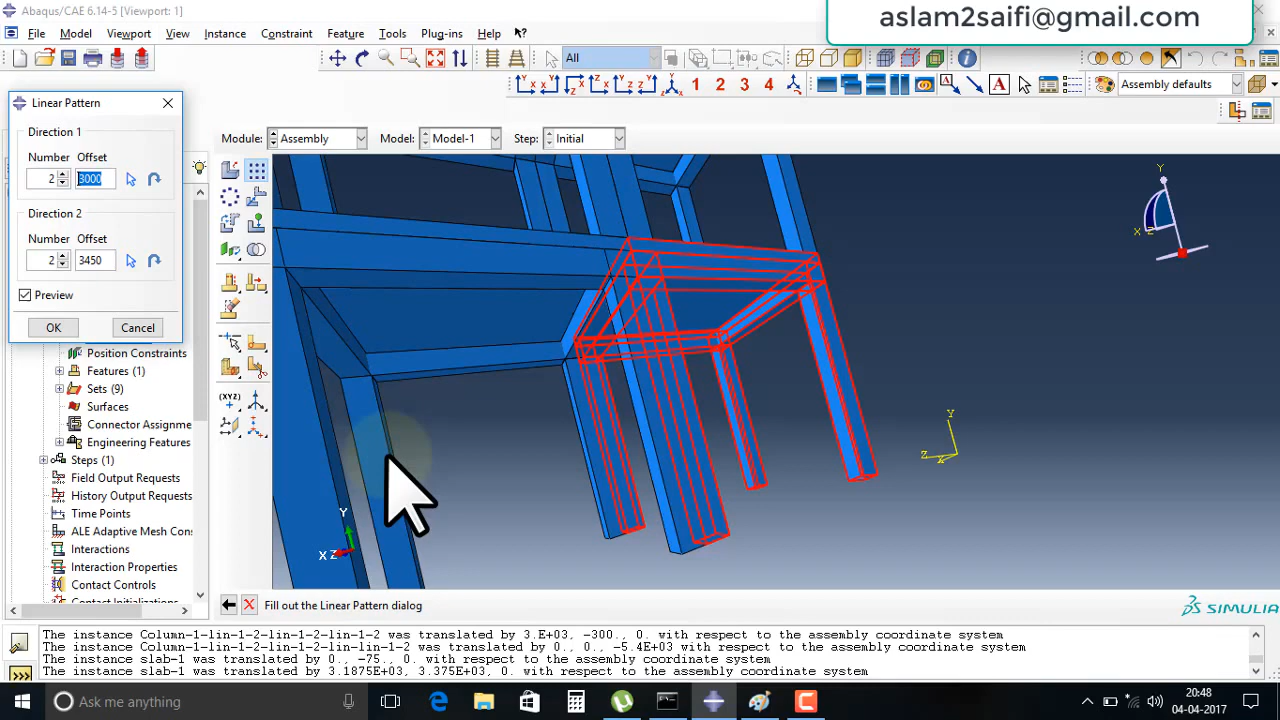 Abaqus/CAE 6.14-5 [Viewport: 1]
aslam2saifi@gmail.com
File Model Viewport View Instance Constraint Feature Tools Plug-ins Help
All
1 2 3 4
Assembly defaults
Linear Pattern
Module: Assembly Model: Model-1 Step: Initial
Direction 1
Number Offset
2 3000
Direction 2
Number Offset
2 3450
Preview
OK Cancel
Position Constraints
Features (1)
Sets (9)
Surfaces
Connector Assignme
Engineering Features
Steps (1)
Field Output Requests
History Output Requests
Time Points
ALE Adaptive Mesh Cons
Interactions
Interaction Properties
Contact Controls
Contact Initializations
(XYZ)
Y
X Z
Y
Z X
Y
X Z
Fill out the Linear Pattern dialog
SIMULIA
The instance Column-1-lin-1-2-lin-1-2-lin-1-2 was translated by 3.E+03, -300., 0. with respect to the assembly coordinate system
The instance Column-1-lin-1-2-lin-1-2-lin-1-2 was translated by 0., 0., -5.4E+03 with respect to the assembly coordinate system
The instance slab-1 was translated by 0., -75., 0. with respect to the assembly coordinate system
The instance slab-1 was translated by 3.1875E+03, 3.375E+03, 0. with respect to the assembly coordinate system
Ask me anything
20:48
04-04-2017